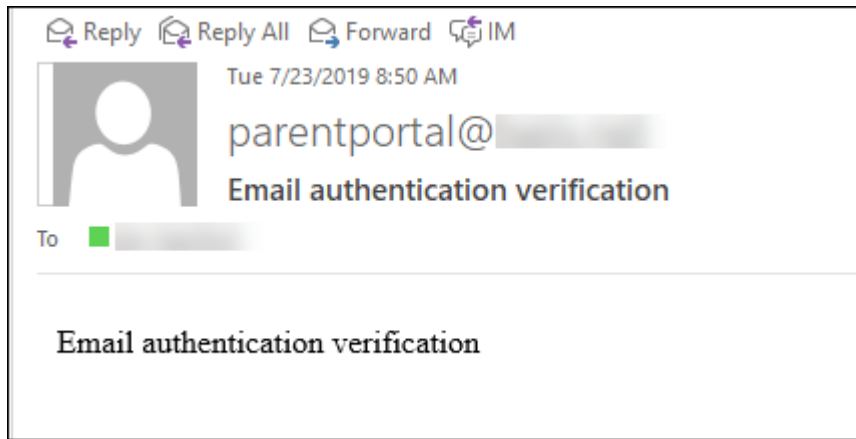 Reply Reply All Forward IM
Tue 7/23/2019 8:50 AM
parentportal@
Email authentication verification
To
Email authentication verification